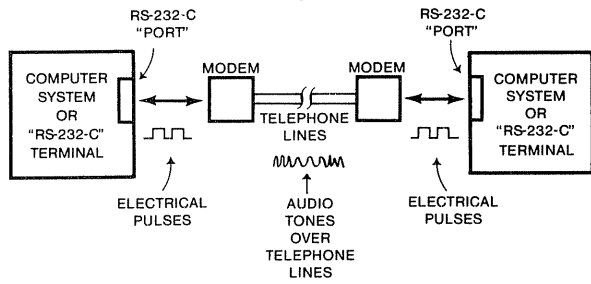 RS-232-C
"PORT"
RS-232-C
"PORT"
COMPUTER
SYSTEM
OR
"RS-232-C"
TERMINAL
MODEM
MODEM
TELEPHONE
LINES
COMPUTER
SYSTEM
OR
"RS-232-C"
TERMINAL
ELECTRICAL
PULSES
AUDIO
TONES
OVER
TELEPHONE
LINES
ELECTRICAL
PULSES